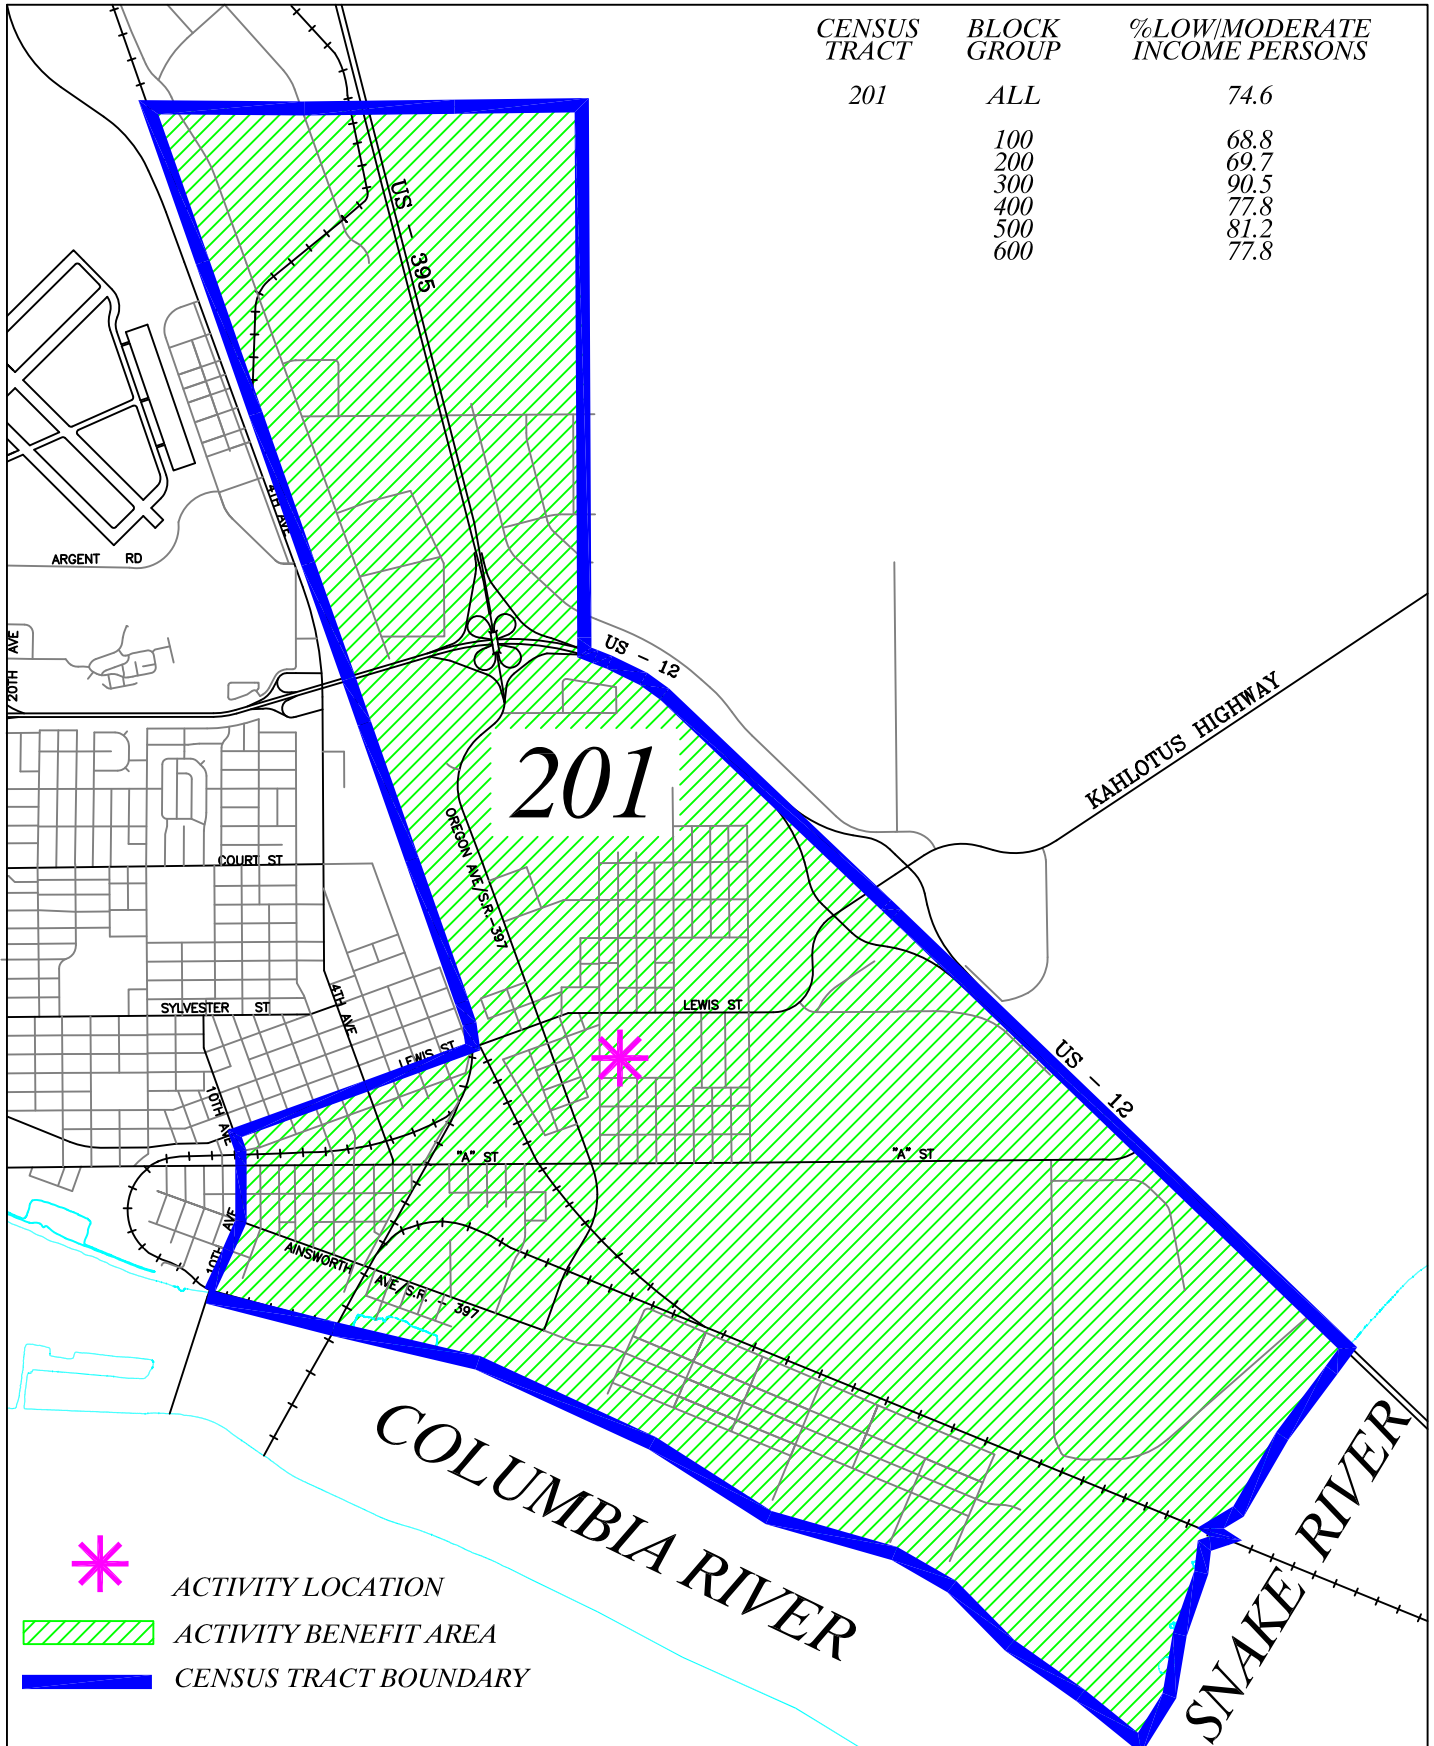 CENSUS TRACT BLOCK GROUP %LOW/MODERATE INCOME PERSONS
201 ALL 74.6
100 68.8
200 69.7
300 90.5
400 77.8
500 81.2
600 77.8
US - 395
4TH AVE
ARGENT RD
20TH AVE
US - 12
KAHLOTUS HIGHWAY
201
OREGON AVE/S.R.-397
COURT ST
SYLVESTER ST
4TH AVE
LEWIS ST
LEWIS ST
US - 12
10TH AVE
"A" ST
"A" ST
10TH AVE
AINSWORTH AVE/S.R. - 397
COLUMBIA RIVER
SNAKE RIVER
ACTIVITY LOCATION
ACTIVITY BENEFIT AREA
CENSUS TRACT BOUNDARY